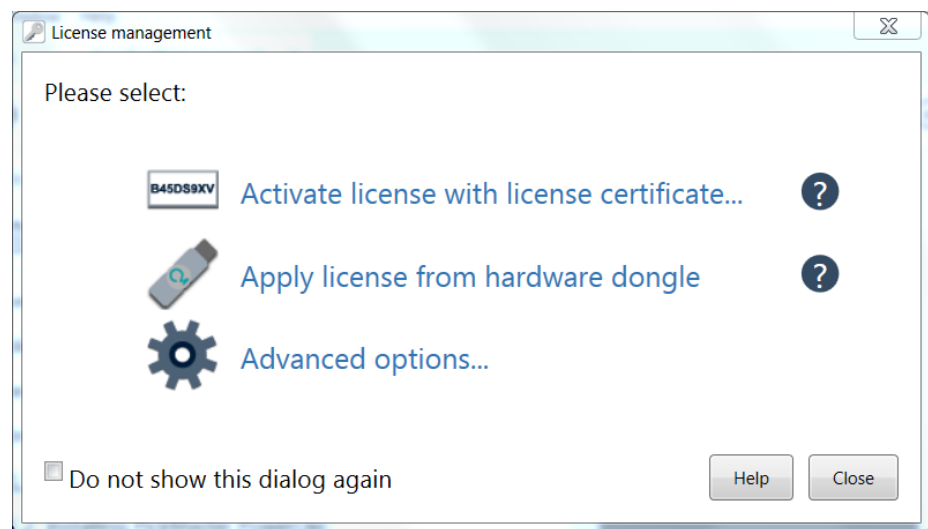 License management
Please select:
B45DS9XV
Activate license with license certificate...
?
Apply license from hardware dongle
?
Advanced options...
Do not show this dialog again
Help
Close